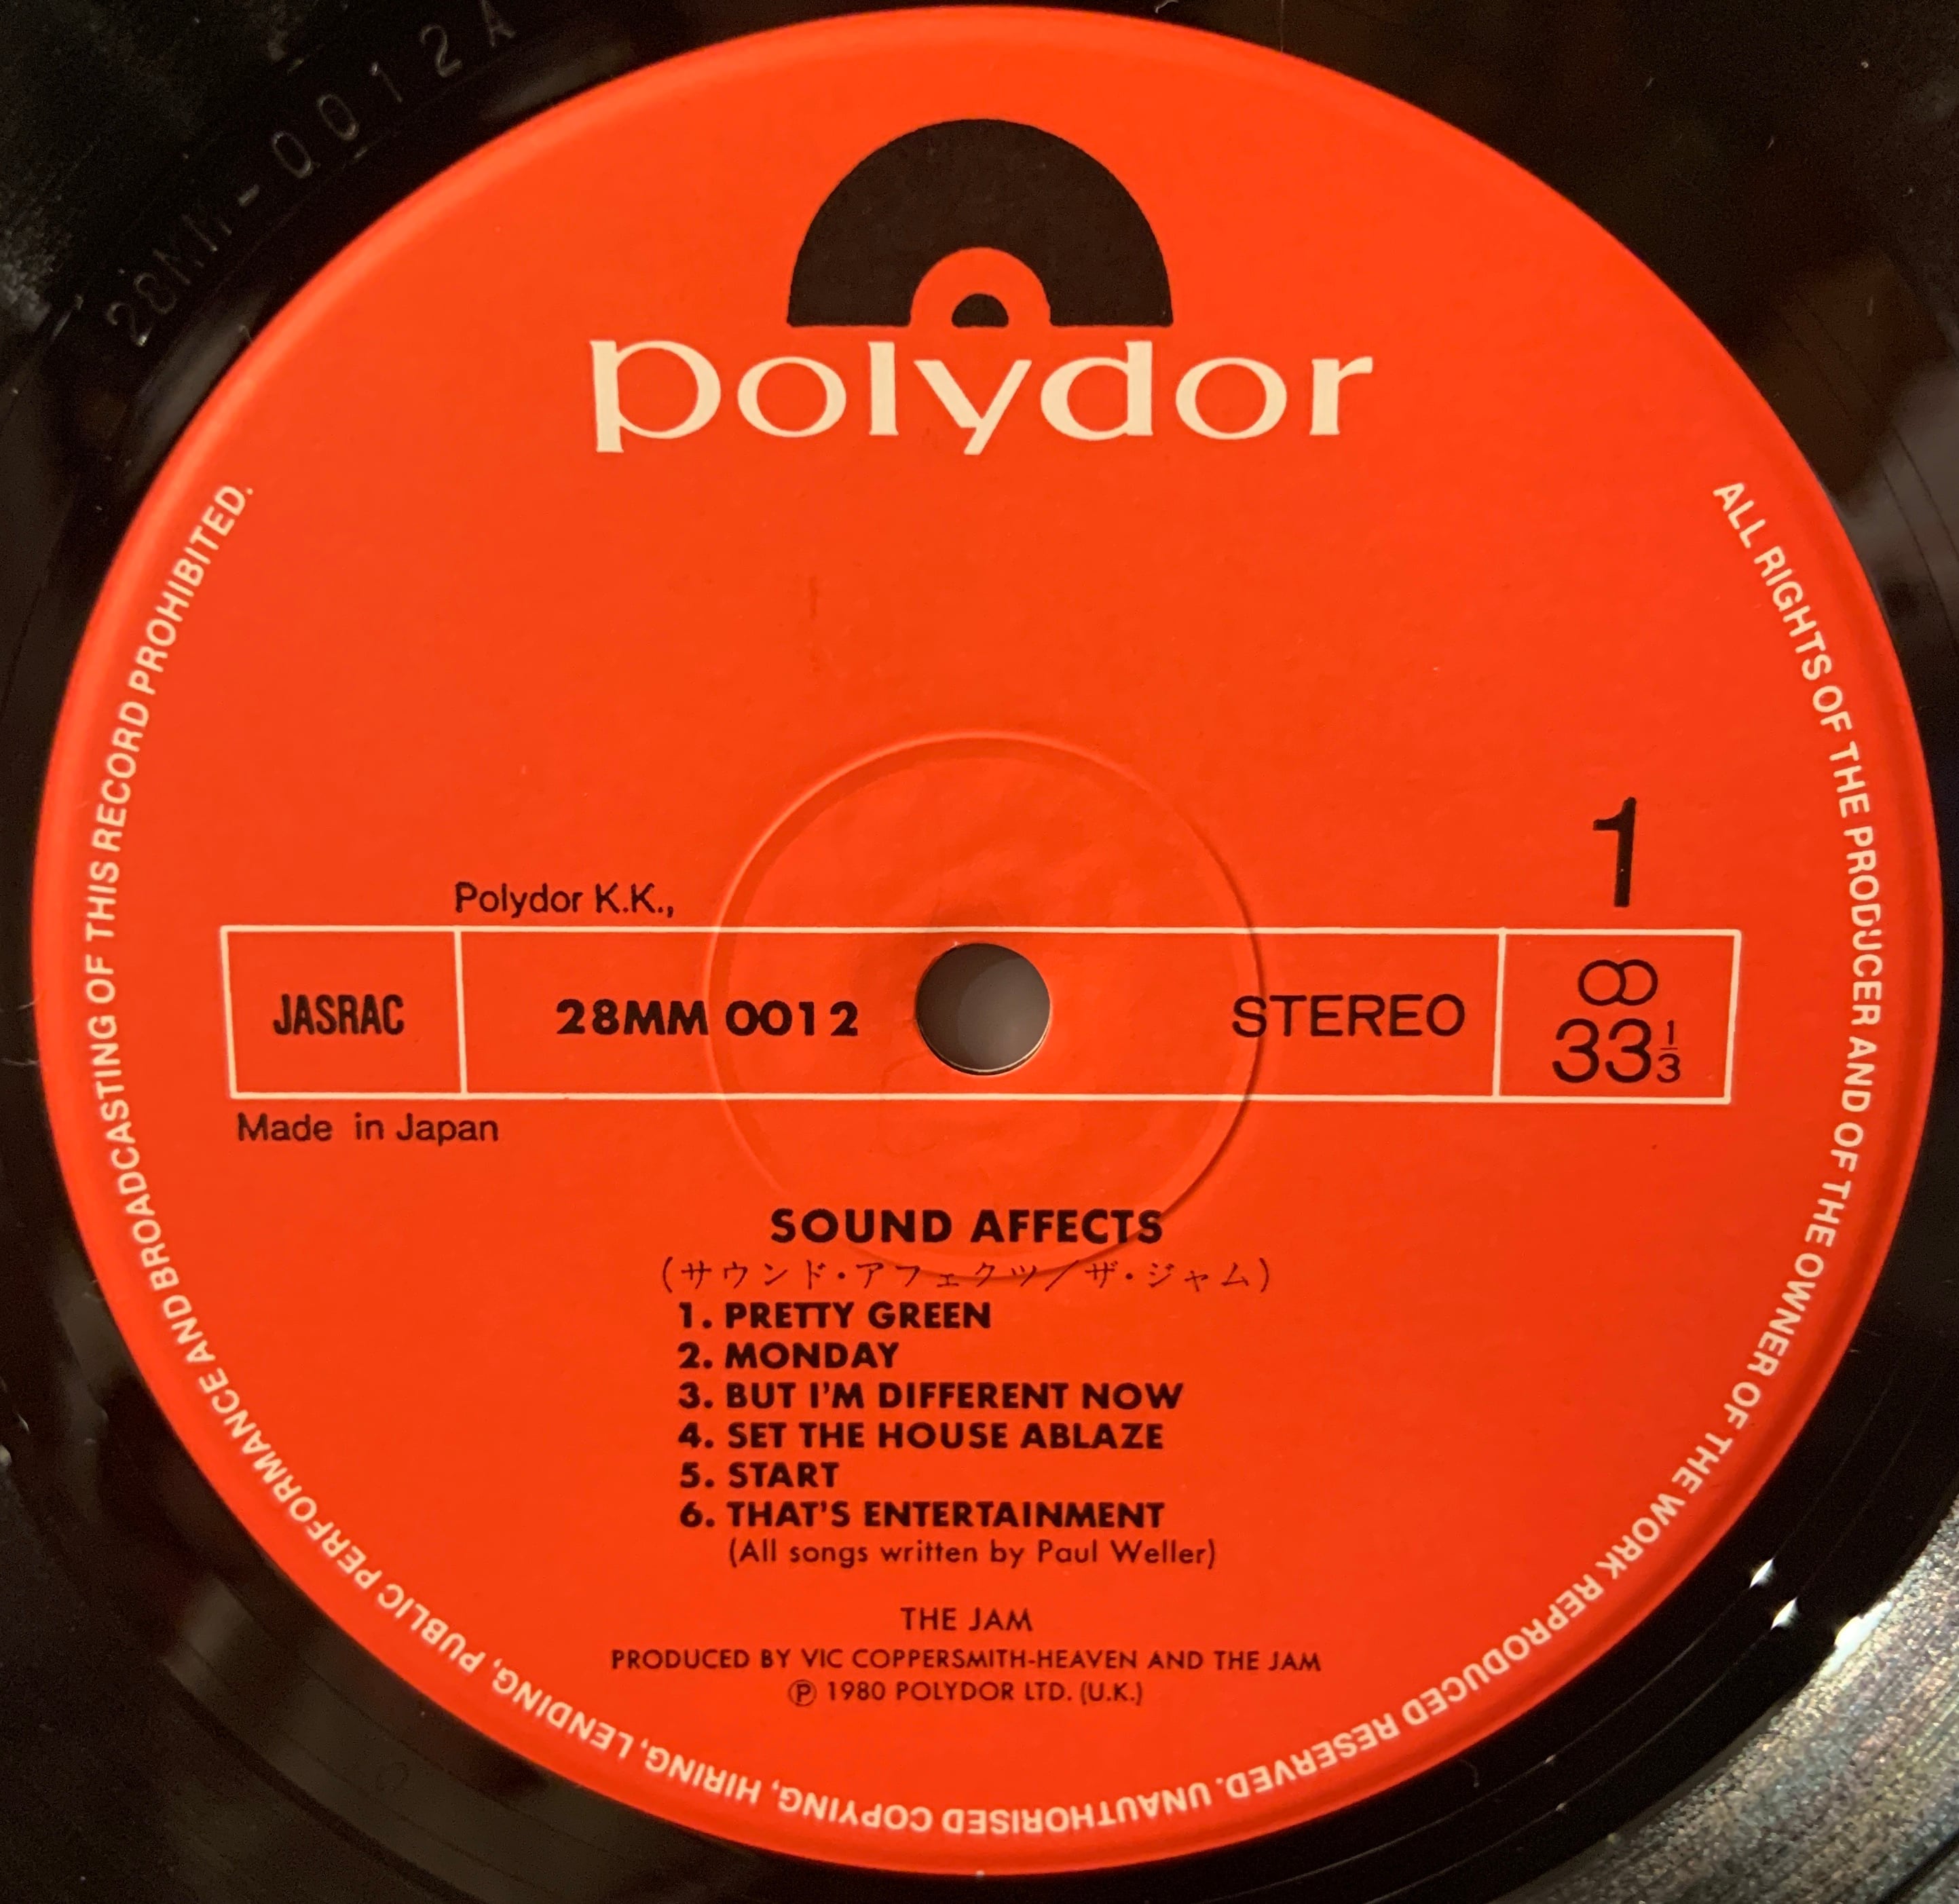 28MM-0012A
polydor
ALL RIGHTS OF THE PRODUCER AND OF THE OWNER OF THE WORK REPRODUCED RESERVED. UNAUTHORISED COPYING, HIRING, LENDING, PUBLIC PERFORMANCE AND BROADCASTING OF THIS RECORD PROHIBITED.
1
Polydor K.K.,
JASRAC 28MM 0012 STEREO 33 1/3
Made in Japan
SOUND AFFECTS
(サウンド・アフェクツ/ザ・ジャム)
1. PRETTY GREEN
2. MONDAY
3. BUT I'M DIFFERENT NOW
4. SET THE HOUSE ABLAZE
5. START
6. THAT'S ENTERTAINMENT
(All songs written by Paul Weller)
THE JAM
PRODUCED BY VIC COPPERSMITH-HEAVEN AND THE JAM
Ⓟ 1980 POLYDOR LTD. (U.K.)